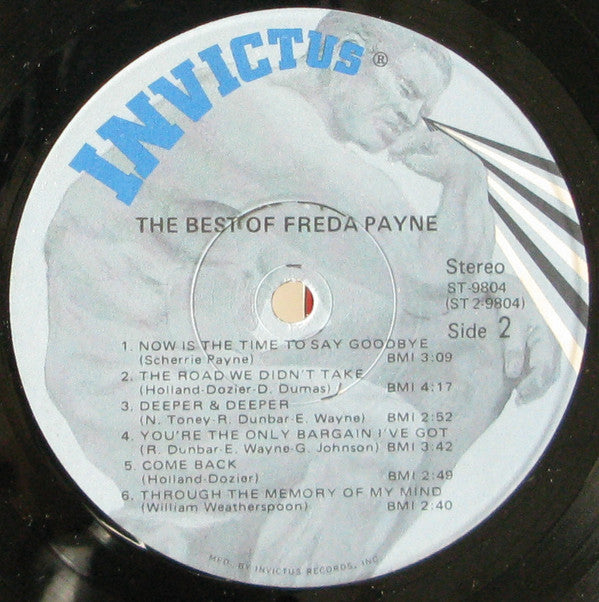 INVICTUS®
THE BEST OF FREDA PAYNE
Stereo
ST-9804
(ST 2-9804)
Side 2
1. NOW IS THE TIME TO SAY GOODBYE
(Scherrie Payne) BMI 3:09
2. THE ROAD WE DIDN'T TAKE
(Holland-Dozier-D. Dumas) BMI 4:17
3. DEEPER & DEEPER
(N. Toney-R. Dunbar-E. Wayne) BMI 2:52
4. YOU'RE THE ONLY BARGAIN I'VE GOT
(R. Dunbar-E. Wayne-G. Johnson) BMI 3:42
5. COME BACK
(Holland-Dozier) BMI 2:49
6. THROUGH THE MEMORY OF MY MIND
(William Weatherspoon) BMI 2:40
MFD. BY INVICTUS RECORDS, INC.